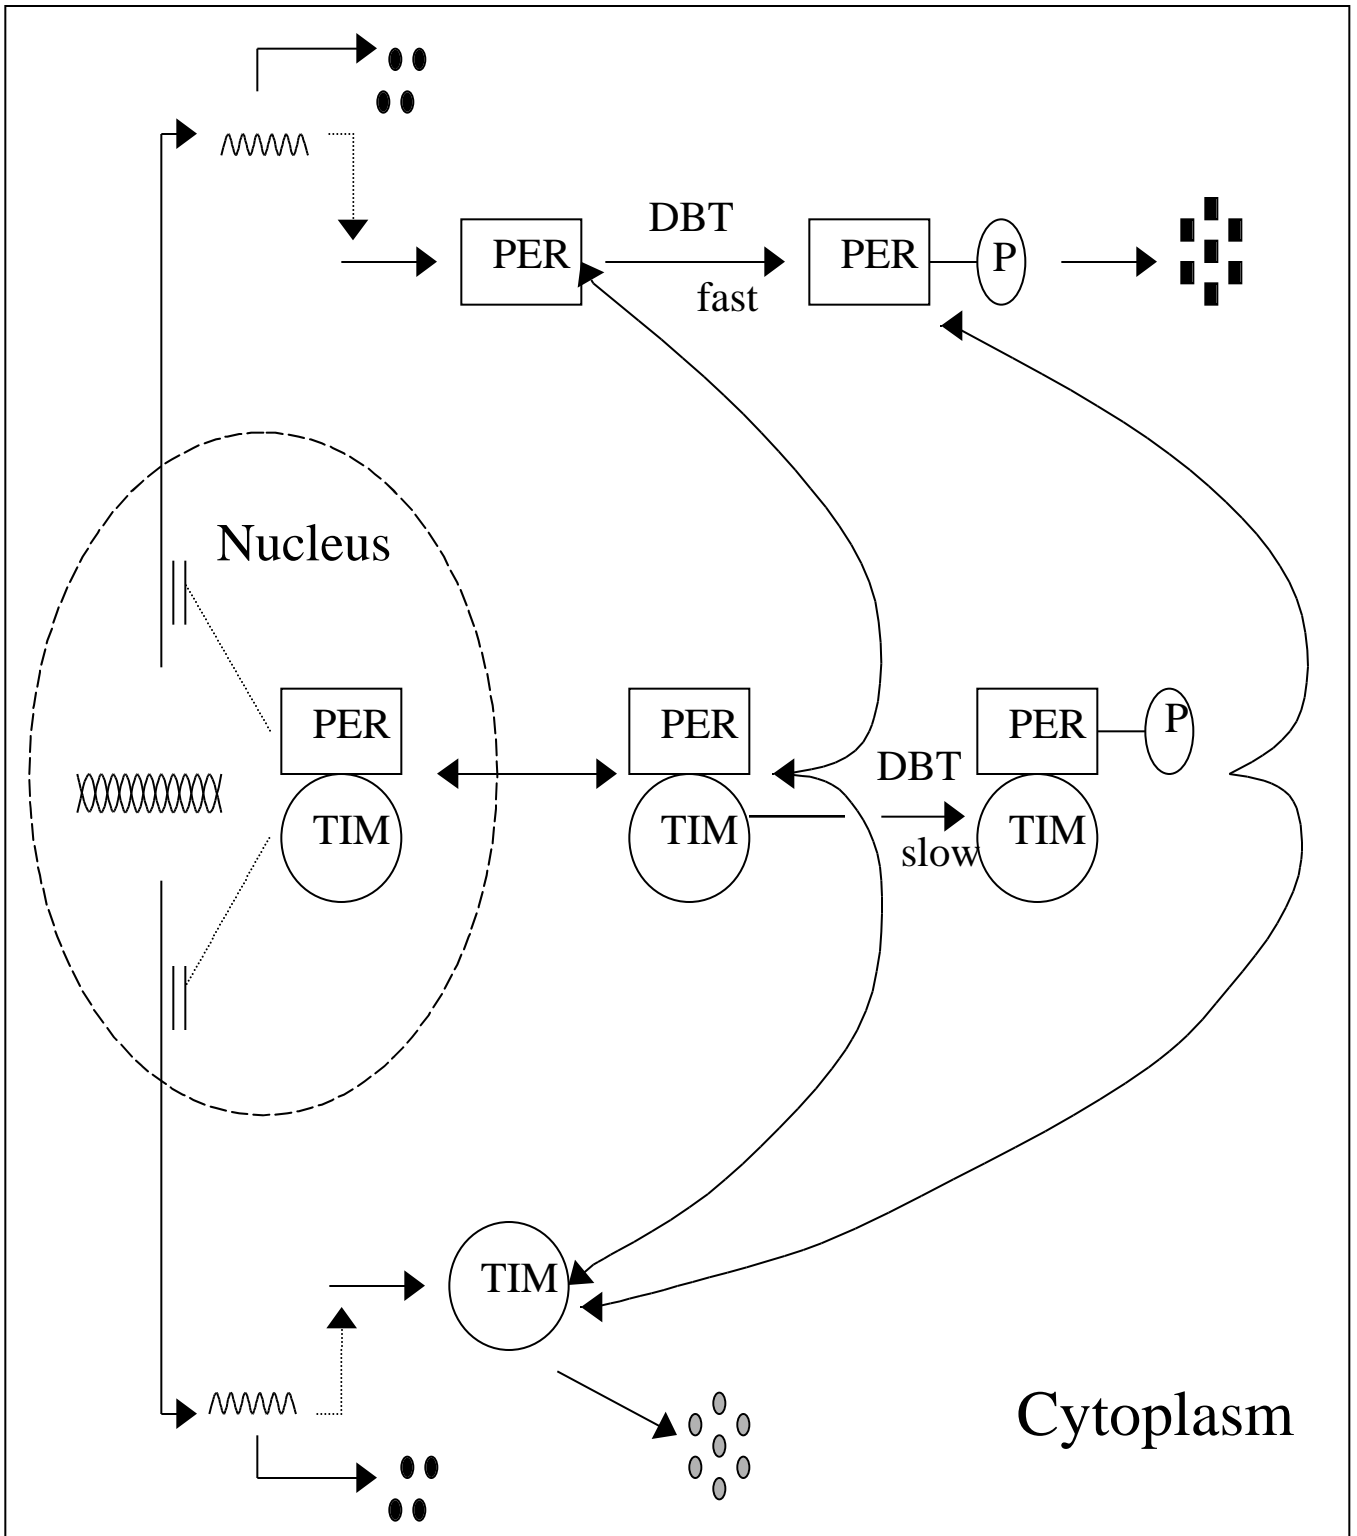 DBT
PER
PER
P
fast
Nucleus
PER
PER
PER
P
DBT
TIM
TIM
TIM
slow
TIM
Cytoplasm